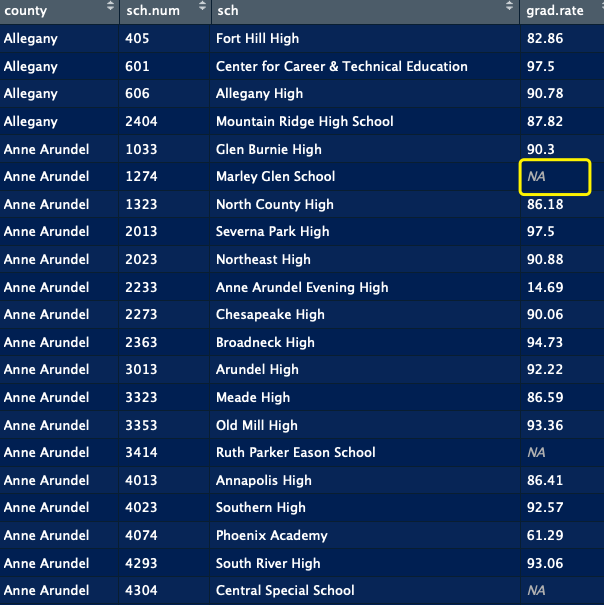 county sch.num sch grad.rate
Allegany 405 Fort Hill High 82.86
Allegany 601 Center for Career & Technical Education 97.5
Allegany 606 Allegany High 90.78
Allegany 2404 Mountain Ridge High School 87.82
Anne Arundel 1033 Glen Burnie High 90.3
Anne Arundel 1274 Marley Glen School NA
Anne Arundel 1323 North County High 86.18
Anne Arundel 2013 Severna Park High 97.5
Anne Arundel 2023 Northeast High 90.88
Anne Arundel 2233 Anne Arundel Evening High 14.69
Anne Arundel 2273 Chesapeake High 90.06
Anne Arundel 2363 Broadneck High 94.73
Anne Arundel 3013 Arundel High 92.22
Anne Arundel 3323 Meade High 86.59
Anne Arundel 3353 Old Mill High 93.36
Anne Arundel 3414 Ruth Parker Eason School NA
Anne Arundel 4013 Annapolis High 86.41
Anne Arundel 4023 Southern High 92.57
Anne Arundel 4074 Phoenix Academy 61.29
Anne Arundel 4293 South River High 93.06
Anne Arundel 4304 Central Special School NA